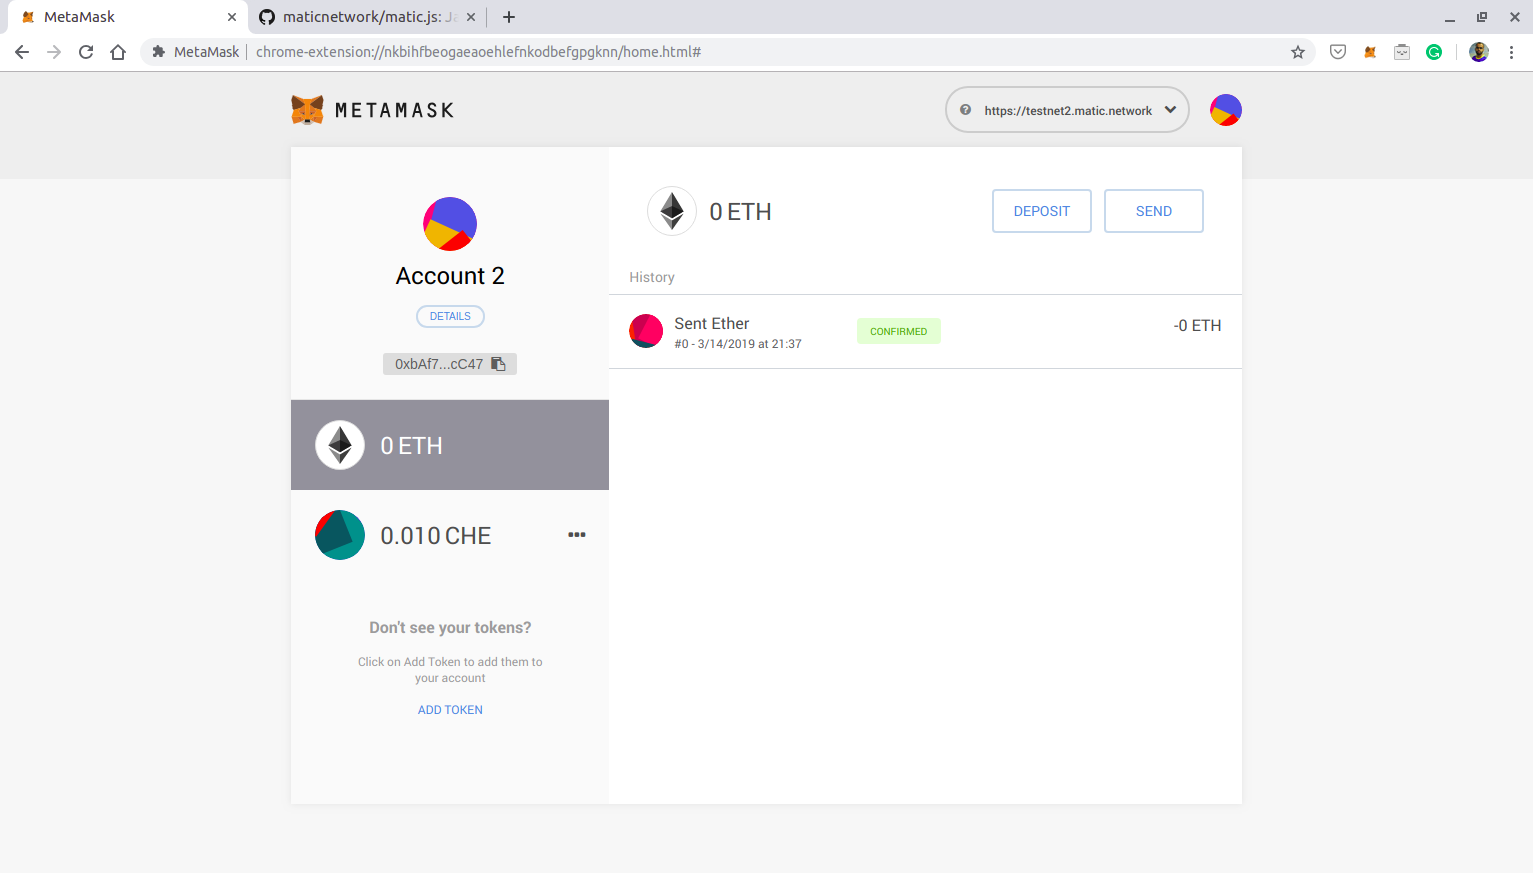 MetaMask
maticnetwork/matic.js: Ja
MetaMask
chrome-extension://nkbihfbeogaeaoehlefnkodbefgpgknn/home.html#
METAMASK
https://testnet2.matic.network
Account 2
DETAILS
0xbAf7...cC47
0 ETH
0.010 CHE
Don't see your tokens?
Click on Add Token to add them to
your account
ADD TOKEN
0 ETH
DEPOSIT
SEND
History
Sent Ether
#0 - 3/14/2019 at 21:37
CONFIRMED
-0 ETH